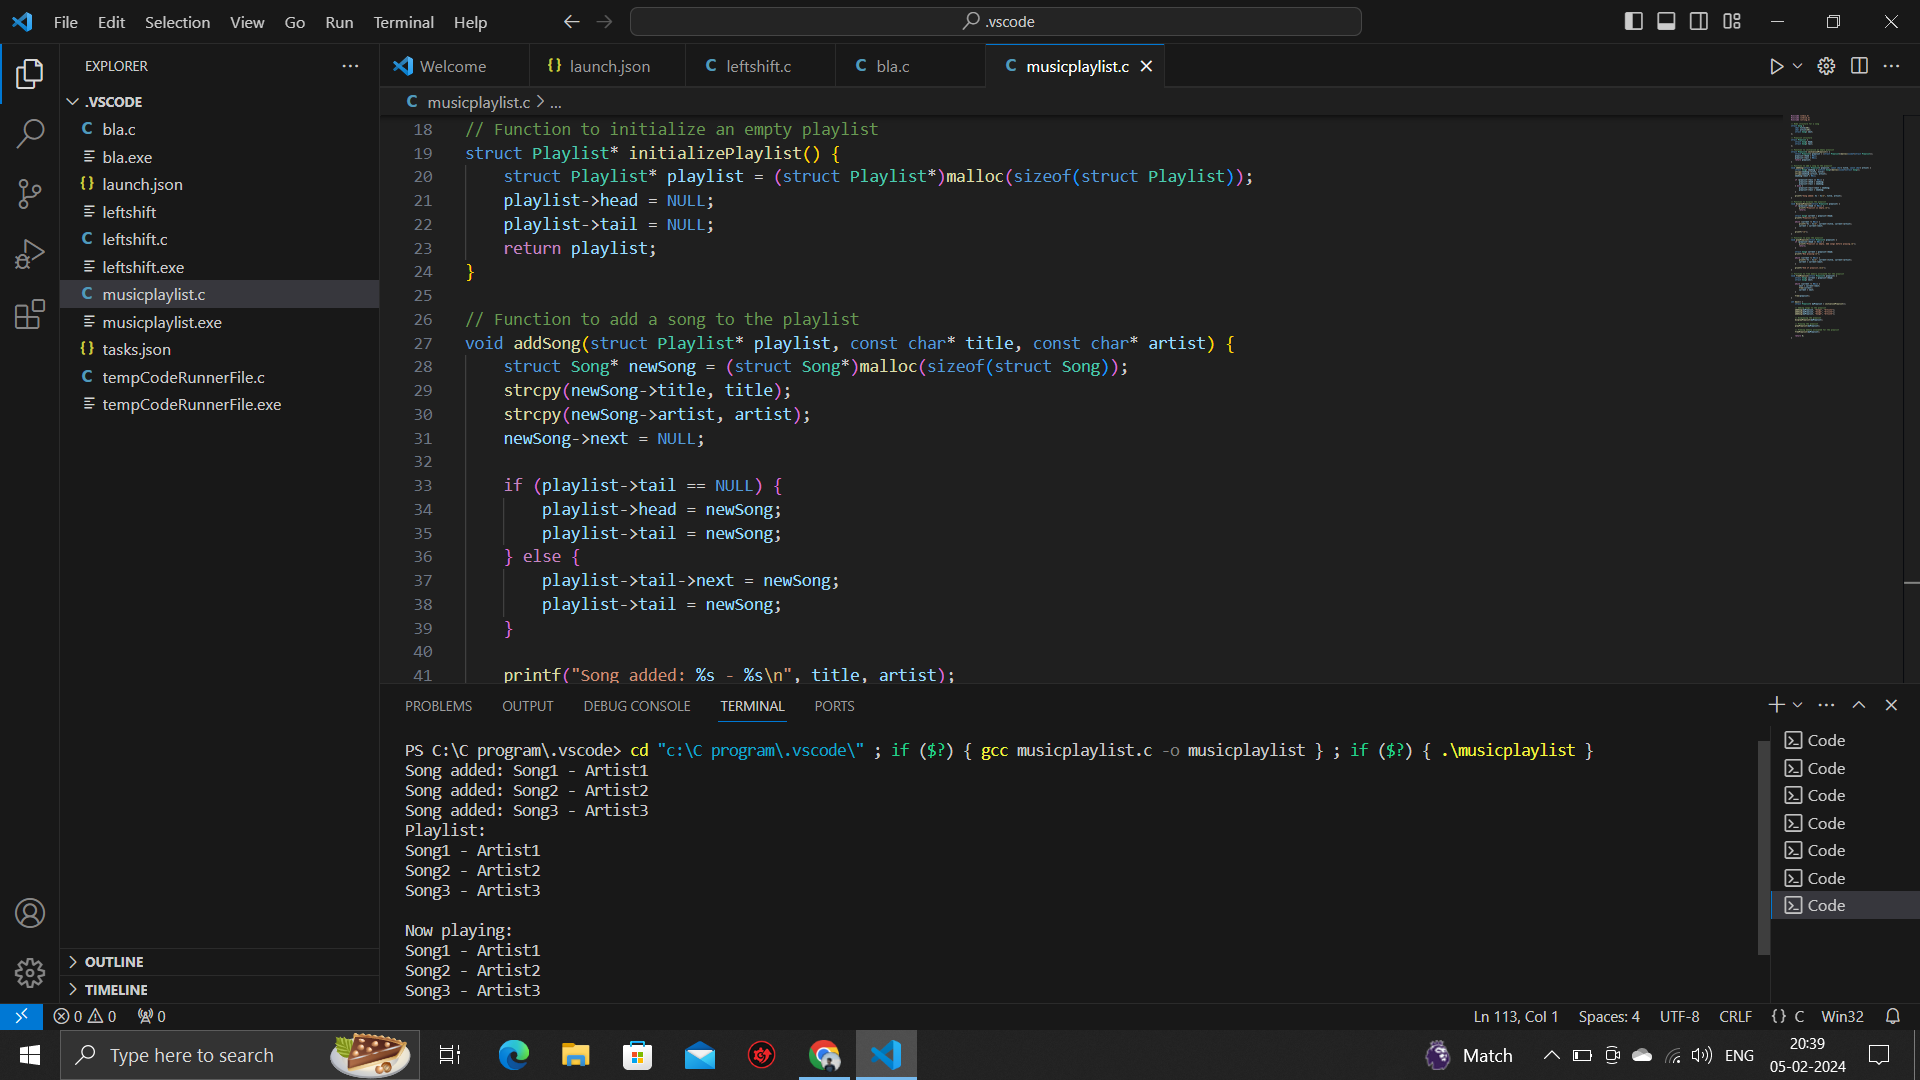 File Edit Selection View Go Run Terminal Help
.vscode
EXPLORER
.VSCODE
C bla.c
bla.exe
{} launch.json
leftshift
C leftshift.c
leftshift.exe
C musicplaylist.c
musicplaylist.exe
{} tasks.json
C tempCodeRunnerFile.c
tempCodeRunnerFile.exe
OUTLINE
TIMELINE
Welcome {} launch.json C leftshift.c C bla.c C musicplaylist.c
C musicplaylist.c > ...
18 // Function to initialize an empty playlist
19 struct Playlist* initializePlaylist() {
20     struct Playlist* playlist = (struct Playlist*)malloc(sizeof(struct Playlist));
21     playlist->head = NULL;
22     playlist->tail = NULL;
23     return playlist;
24 }
25
26 // Function to add a song to the playlist
27 void addSong(struct Playlist* playlist, const char* title, const char* artist) {
28     struct Song* newSong = (struct Song*)malloc(sizeof(struct Song));
29     strcpy(newSong->title, title);
30     strcpy(newSong->artist, artist);
31     newSong->next = NULL;
32
33     if (playlist->tail == NULL) {
34         playlist->head = newSong;
35         playlist->tail = newSong;
36     } else {
37         playlist->tail->next = newSong;
38         playlist->tail = newSong;
39     }
40
41     printf("Song added: %s - %s\n", title, artist);
PROBLEMS OUTPUT DEBUG CONSOLE TERMINAL PORTS
PS C:\C program\.vscode> cd "c:\C program\.vscode\" ; if ($?) { gcc musicplaylist.c -o musicplaylist } ; if ($?) { .\musicplaylist }
Song added: Song1 - Artist1
Song added: Song2 - Artist2
Song added: Song3 - Artist3
Playlist:
Song1 - Artist1
Song2 - Artist2
Song3 - Artist3
Now playing:
Song1 - Artist1
Song2 - Artist2
Song3 - Artist3
Code
Code
Code
Code
Code
Code
Code
0 0 0
Ln 113, Col 1 Spaces: 4 UTF-8 CRLF {} C Win32
Type here to search
Match
ENG
20:39
05-02-2024